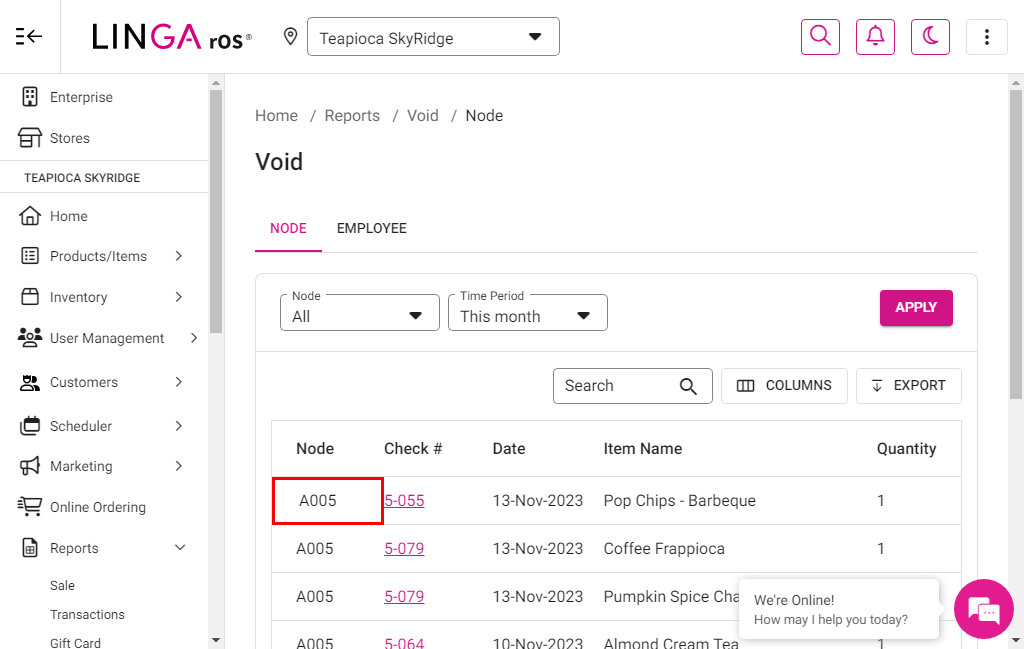 LINGA ros®
Teapioca SkyRidge
Enterprise
Stores
TEAPIOCA SKYRIDGE
Home
Products/Items
Inventory
User Management
Customers
Scheduler
Marketing
Online Ordering
Reports
Sale
Transactions
Gift Card
Home / Reports / Void / Node
Void
NODE EMPLOYEE
Node
All
Time Period
This month
APPLY
Search
COLUMNS
EXPORT
Node Check # Date Item Name Quantity
A005 5-055 13-Nov-2023 Pop Chips - Barbeque 1
A005 5-079 13-Nov-2023 Coffee Frappioca 1
A005 5-079 13-Nov-2023 Pumpkin Spice Cha
A005 5-064 10-Nov-2023 Almond Cream Tea 1
We're Online!
How may I help you today?